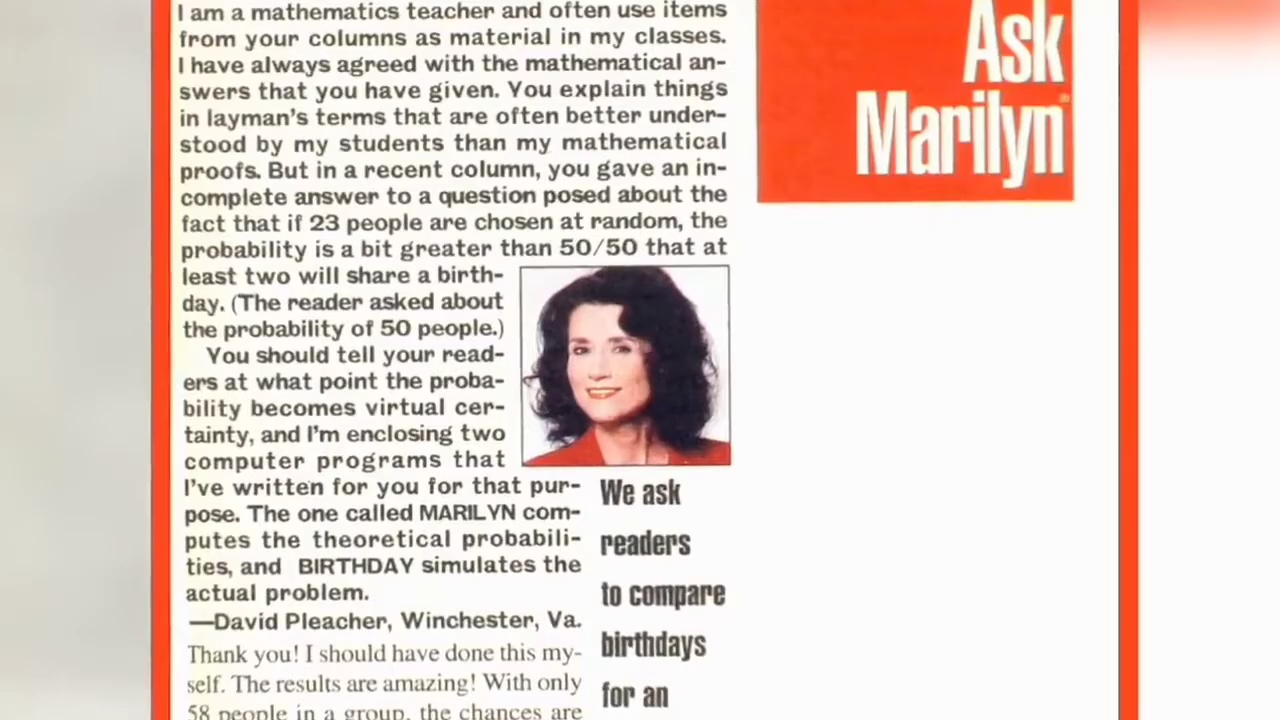 I am a mathematics teacher and often use items
from your columns as material in my classes.
I have always agreed with the mathematical an-
swers that you have given. You explain things
in layman's terms that are often better under-
stood by my students than my mathematical
proofs. But in a recent column, you gave an in-
complete answer to a question posed about the
fact that if 23 people are chosen at random, the
probability is a bit greater than 50/50 that at
least two will share a birth-
day. (The reader asked about
the probability of 50 people.)
You should tell your read-
ers at what point the proba-
bility becomes virtual cer-
tainty, and I'm enclosing two
computer programs that
I've written for you for that pur-
pose. The one called MARILYN com-
putes the theoretical probabili-
ties, and BIRTHDAY simulates the
actual problem.
—David Pleacher, Winchester, Va.
Thank you! I should have done this my-
self. The results are amazing! With only
58 people in a group, the chances are
We ask
readers
to compare
birthdays
for an
Ask
Marilyn